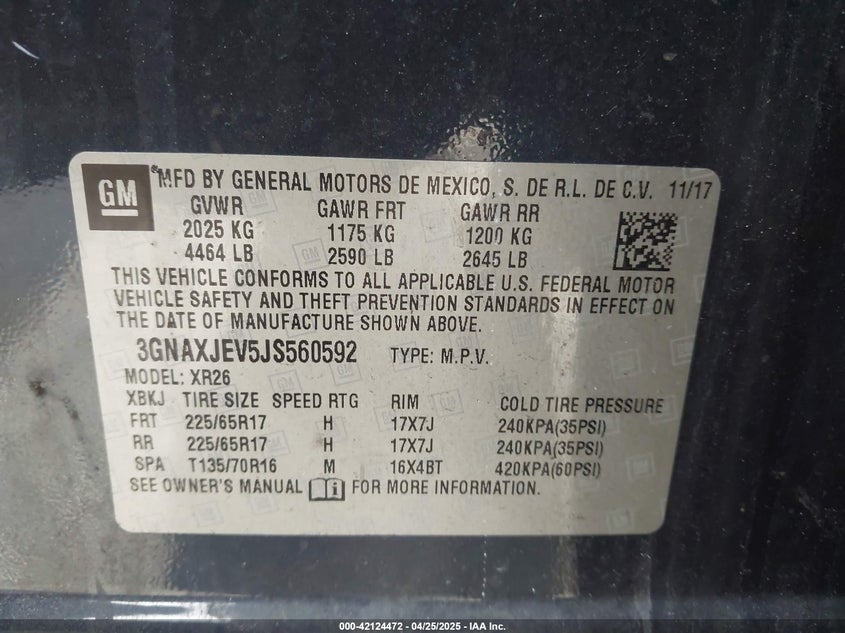 GM
MFD BY GENERAL MOTORS DE MEXICO, S. DE R.L. DE C.V. 11/17
GVWR GAWR FRT GAWR RR
2025 KG 1175 KG 1200 KG
4464 LB 2590 LB 2645 LB
THIS VEHICLE CONFORMS TO ALL APPLICABLE U.S. FEDERAL MOTOR
VEHICLE SAFETY AND THEFT PREVENTION STANDARDS IN EFFECT ON
THE DATE OF MANUFACTURE SHOWN ABOVE.
3GNAXJEV5JS560592 TYPE: M.P.V.
MODEL: XR26
XBKJ TIRE SIZE SPEED RTG RIM COLD TIRE PRESSURE
FRT 225/65R17 H 17X7J 240KPA(35PSI)
RR 225/65R17 H 17X7J 240KPA(35PSI)
SPA T135/70R16 M 16X4BT 420KPA(60PSI)
SEE OWNER'S MANUAL i FOR MORE INFORMATION.
000-42124472 - 04/25/2025 - IAA Inc.